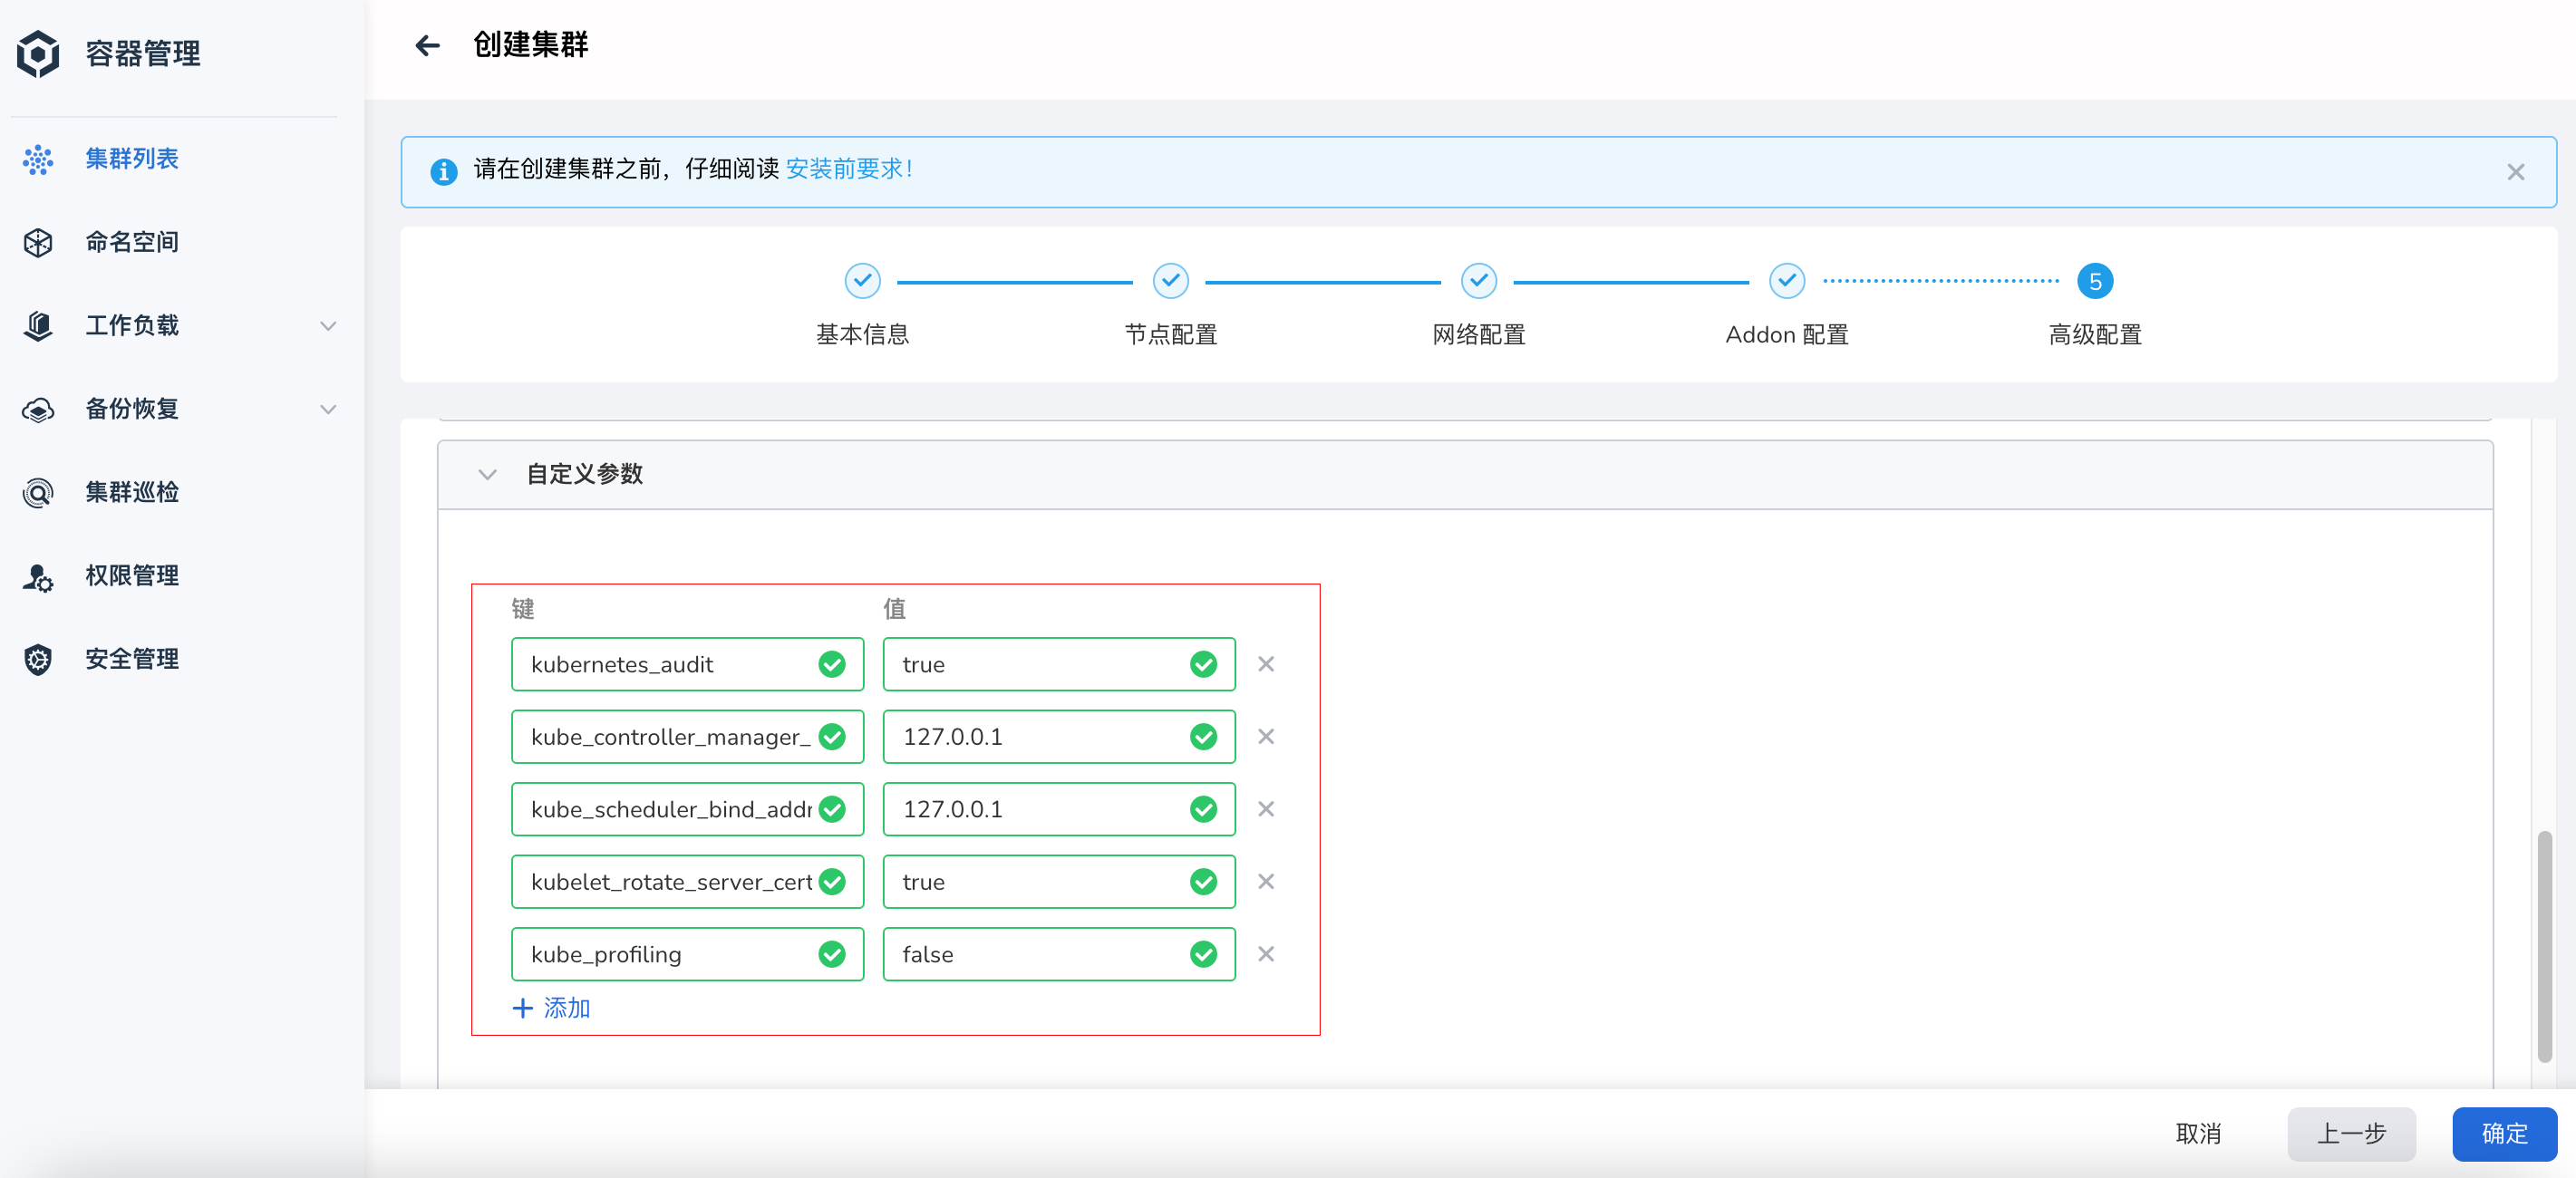 容器管理
集群列表
命名空间
工作负载
备份恢复
集群巡检
权限管理
安全管理
创建集群
请在创建集群之前，仔细阅读 安装前要求！
基本信息
节点配置
网络配置
Addon 配置
5
高级配置
自定义参数
键 值
kubernetes_audit true
kube_controller_manager_ 127.0.0.1
kube_scheduler_bind_addr 127.0.0.1
kubelet_rotate_server_cert true
kube_profiling false
添加
取消 上一步 确定